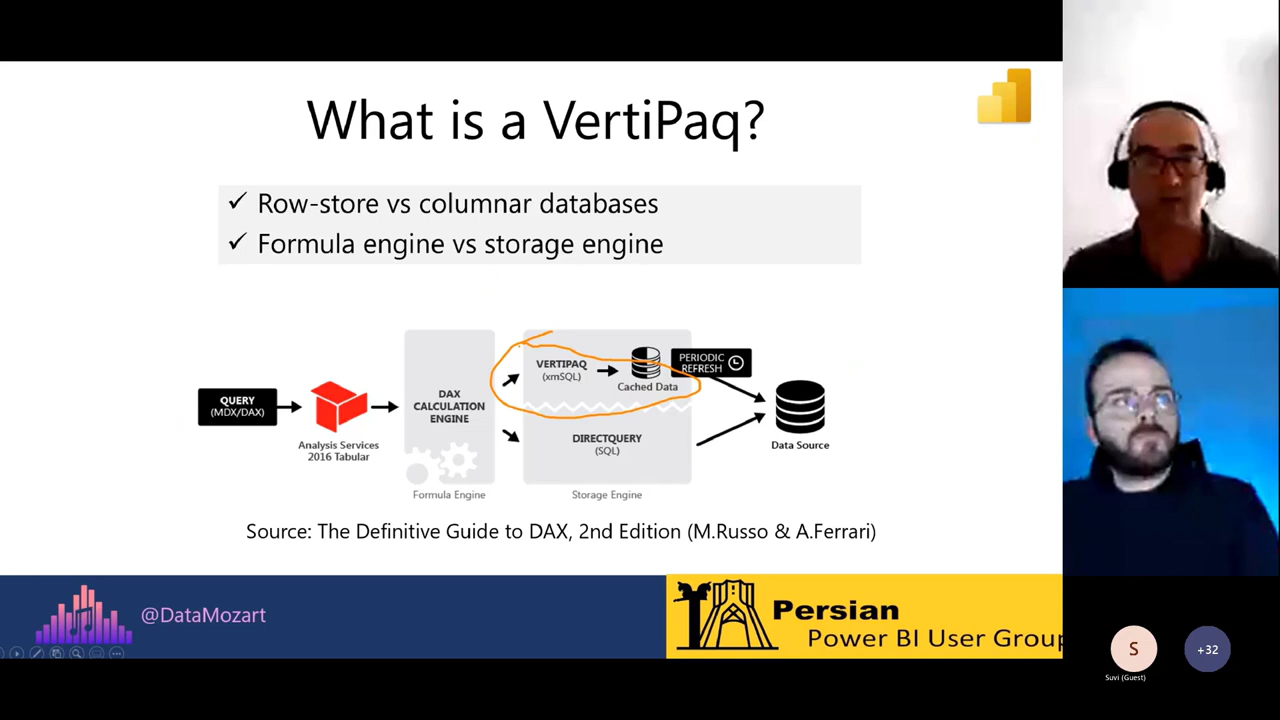 What is a VertiPaq?
✓ Row-store vs columnar databases
✓ Formula engine vs storage engine
QUERY
(MDX/DAX)
Analysis Services
2016 Tabular
DAX
CALCULATION
ENGINE
Formula Engine
VERTIPAQ
(xmSQL)
Cached Data
PERIODIC
REFRESH
DIRECTQUERY
(SQL)
Storage Engine
Data Source
Source: The Definitive Guide to DAX, 2nd Edition (M.Russo & A.Ferrari)
@DataMozart
Persian
Power BI User Group
S
+32
Suvi (Guest)